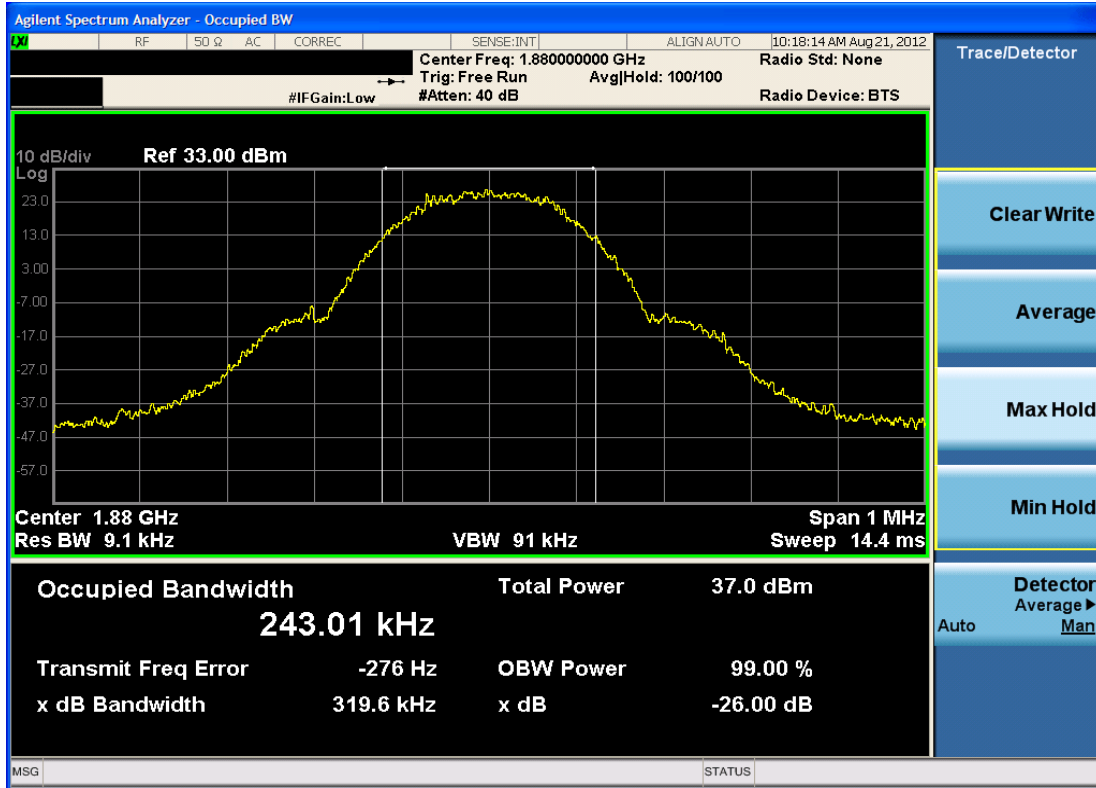 Agilent Spectrum Analyzer - Occupied BW
LXI RF 50 Ω AC CORREC SENSE:INT ALIGN AUTO 10:18:14 AM Aug 21, 2012
Center Freq: 1.880000000 GHz Radio Std: None
Trig: Free Run Avg|Hold: 100/100
#IFGain:Low #Atten: 40 dB Radio Device: BTS
10 dB/div Ref 33.00 dBm
Log
23.0
13.0
3.00
-7.00
-17.0
-27.0
-37.0
-47.0
-57.0
Center 1.88 GHz Span 1 MHz
Res BW 9.1 kHz VBW 91 kHz Sweep 14.4 ms
Occupied Bandwidth Total Power 37.0 dBm
243.01 kHz
Transmit Freq Error -276 Hz OBW Power 99.00 %
x dB Bandwidth 319.6 kHz x dB -26.00 dB
MSG STATUS
Trace/Detector
Clear Write
Average
Max Hold
Min Hold
Detector
Average▶
Auto Man